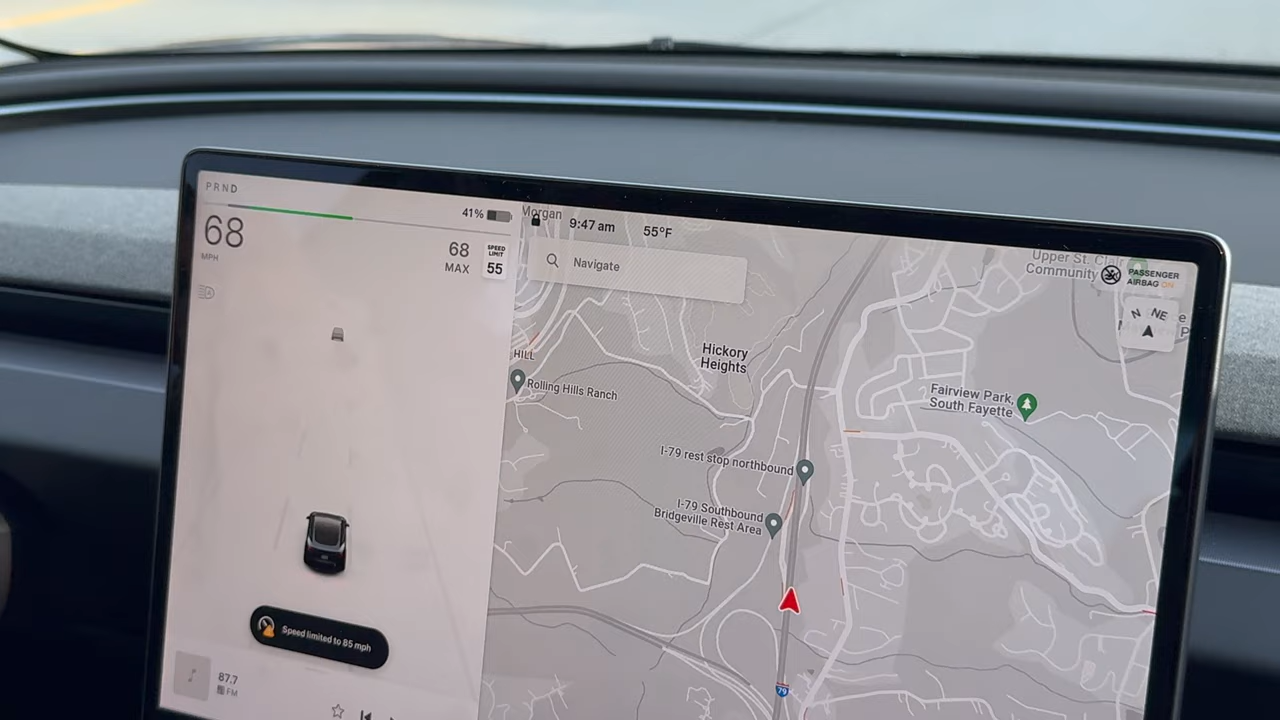 PRND
68
MPH
41%
68
MAX
SPEED
LIMIT
55
Speed limited to 85 mph
87.7
FM
Morgan
9:47 am
55°F
Navigate
HILL
Rolling Hills Ranch
Hickory
Heights
I-79 rest stop northbound
I-79 Southbound
Bridgeville Rest Area
79
Upper St. Clair
Community
PASSENGER
AIRBAG ON
N NE
Fairview Park,
South Fayette